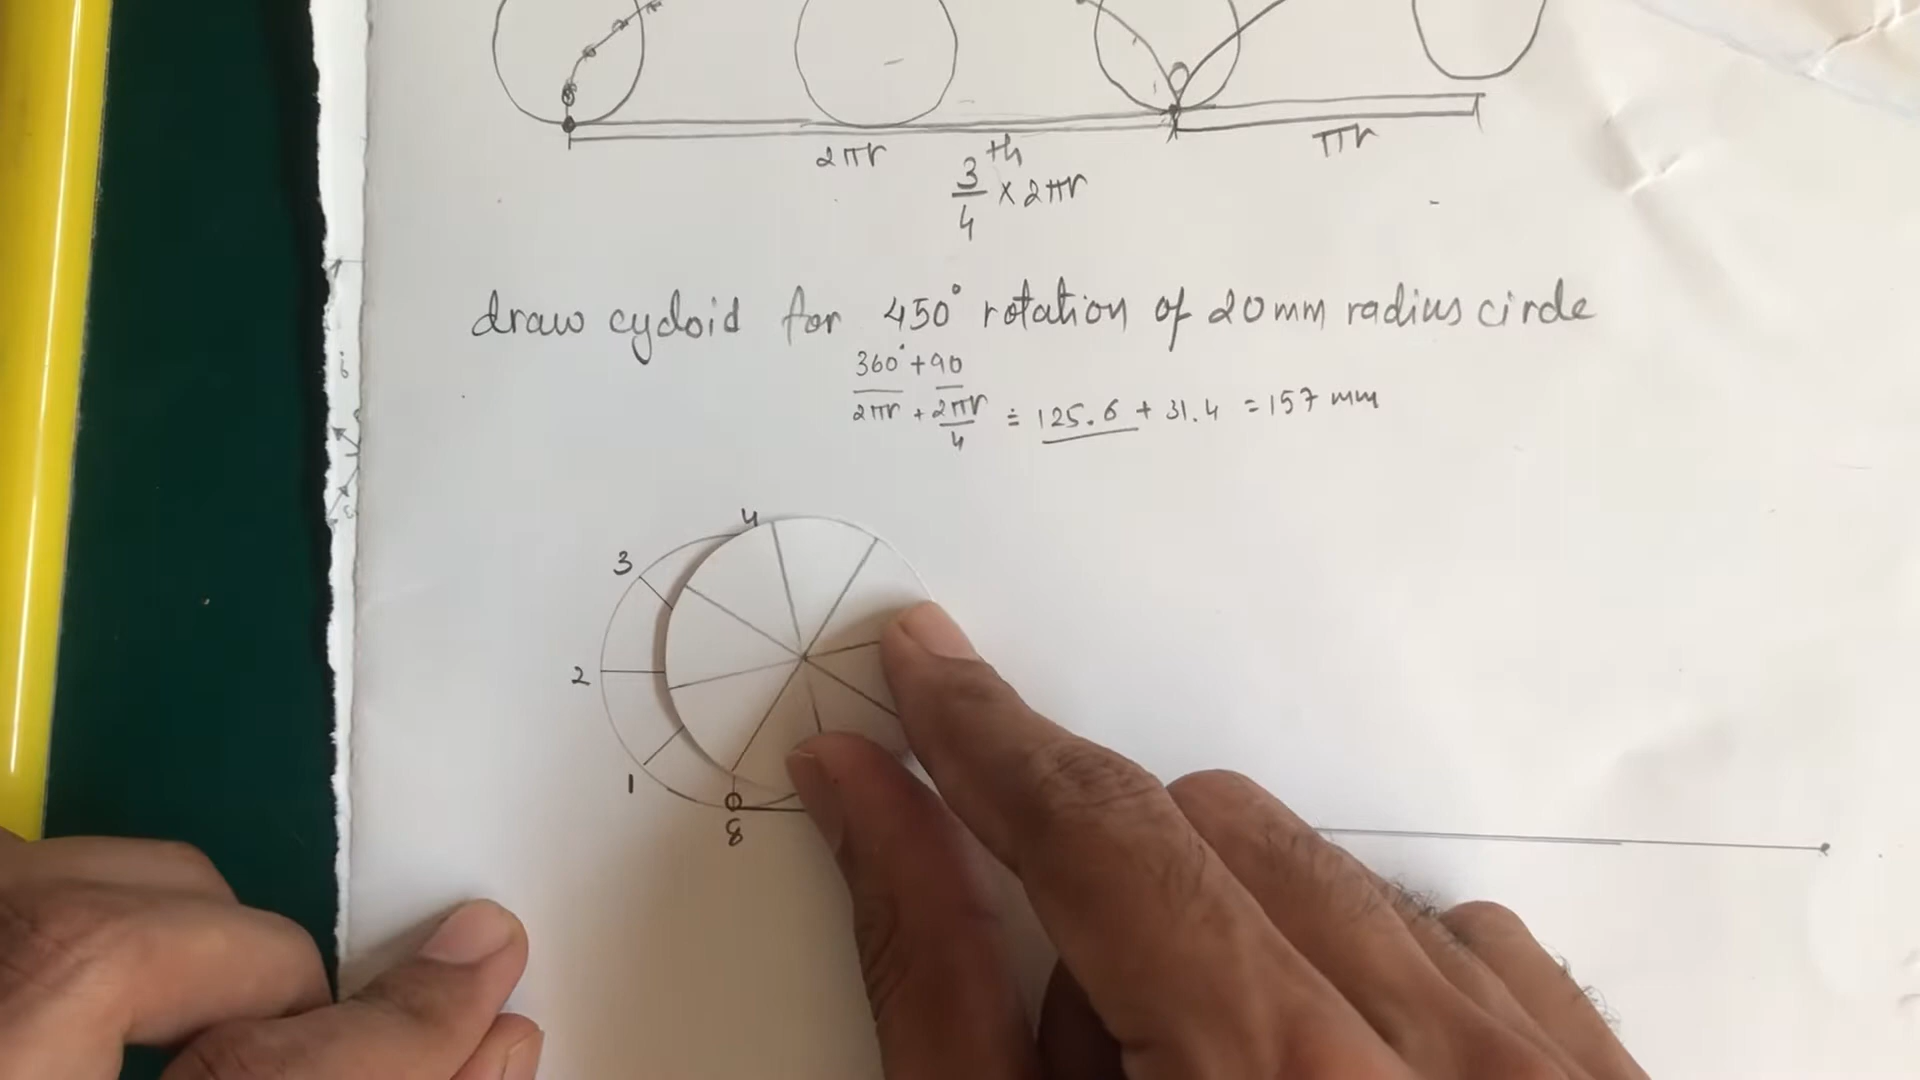 2πr
πr
3/4 th × 2πr
draw cycloid for 450° rotation of 20mm radius circle
360° + 90
2πr + 2πr/4 = 125.6 + 31.4 = 157 mm
4
3
2
1
8